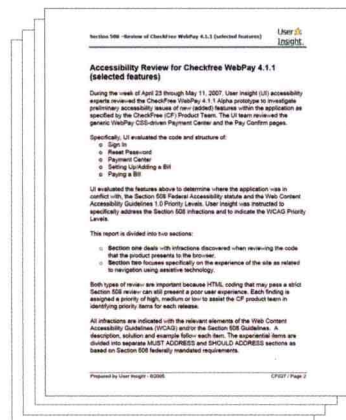 Section 508 -Review of CheckFree WebPay 4.1.1 (selected features)
User
Insight.
Accessibility Review for Checkfree WebPay 4.1.1
(selected features)
During the week of April 23 through May 11, 2007. User Insight (UI) accessibility
experts reviewed the CheckFree WebPay 4.1.1 Alpha prototype to investigate
preliminary accessibility issues of new (added) features within the application as
specified by the CheckFree (CF) Product Team. The UI team reviewed the
generic WebPay CSS-driven Payment Center and the Pay Confirm pages.
Specifically, UI evaluated the code and structure of:
o Sign In
o Reset Password
o Payment Center
o Setting Up/Adding a Bill
o Paying a Bill
UI evaluated the features above to determine where the application was in
conflict with, the Section 508 Federal Accessibility statute and the Web Content
Accessibility Guidelines 1.0 Priority Levels. User Insight was instructed to
specifically address the Section 508 infractions and to indicate the WCAG Priority
Levels.
This report is divided into two sections:
o Section one deals with infractions discovered when reviewing the code
that the product presents to the browser.
o Section two focuses specifically on the experience of the site as related
to navigation using assistive technology.
Both types of review are important because HTML coding that may pass a strict
Section 508 review can still present a poor user experience. Each finding is
assigned a priority of high, medium or low to assist the CF product team in
identifying priority items for each release.
All infractions are indicated with the relevant elements of the Web Content
Accessibility Guidelines (WCAG) and/or the Section 508 Guidelines. A
description, solution and example follow each item. The experiential items are
divided into separate MUST ADDRESS and SHOULD ADDRESS sections as
based on Section 508 federally mandated requirements.
Prepared by User Insight -
/ Page 2